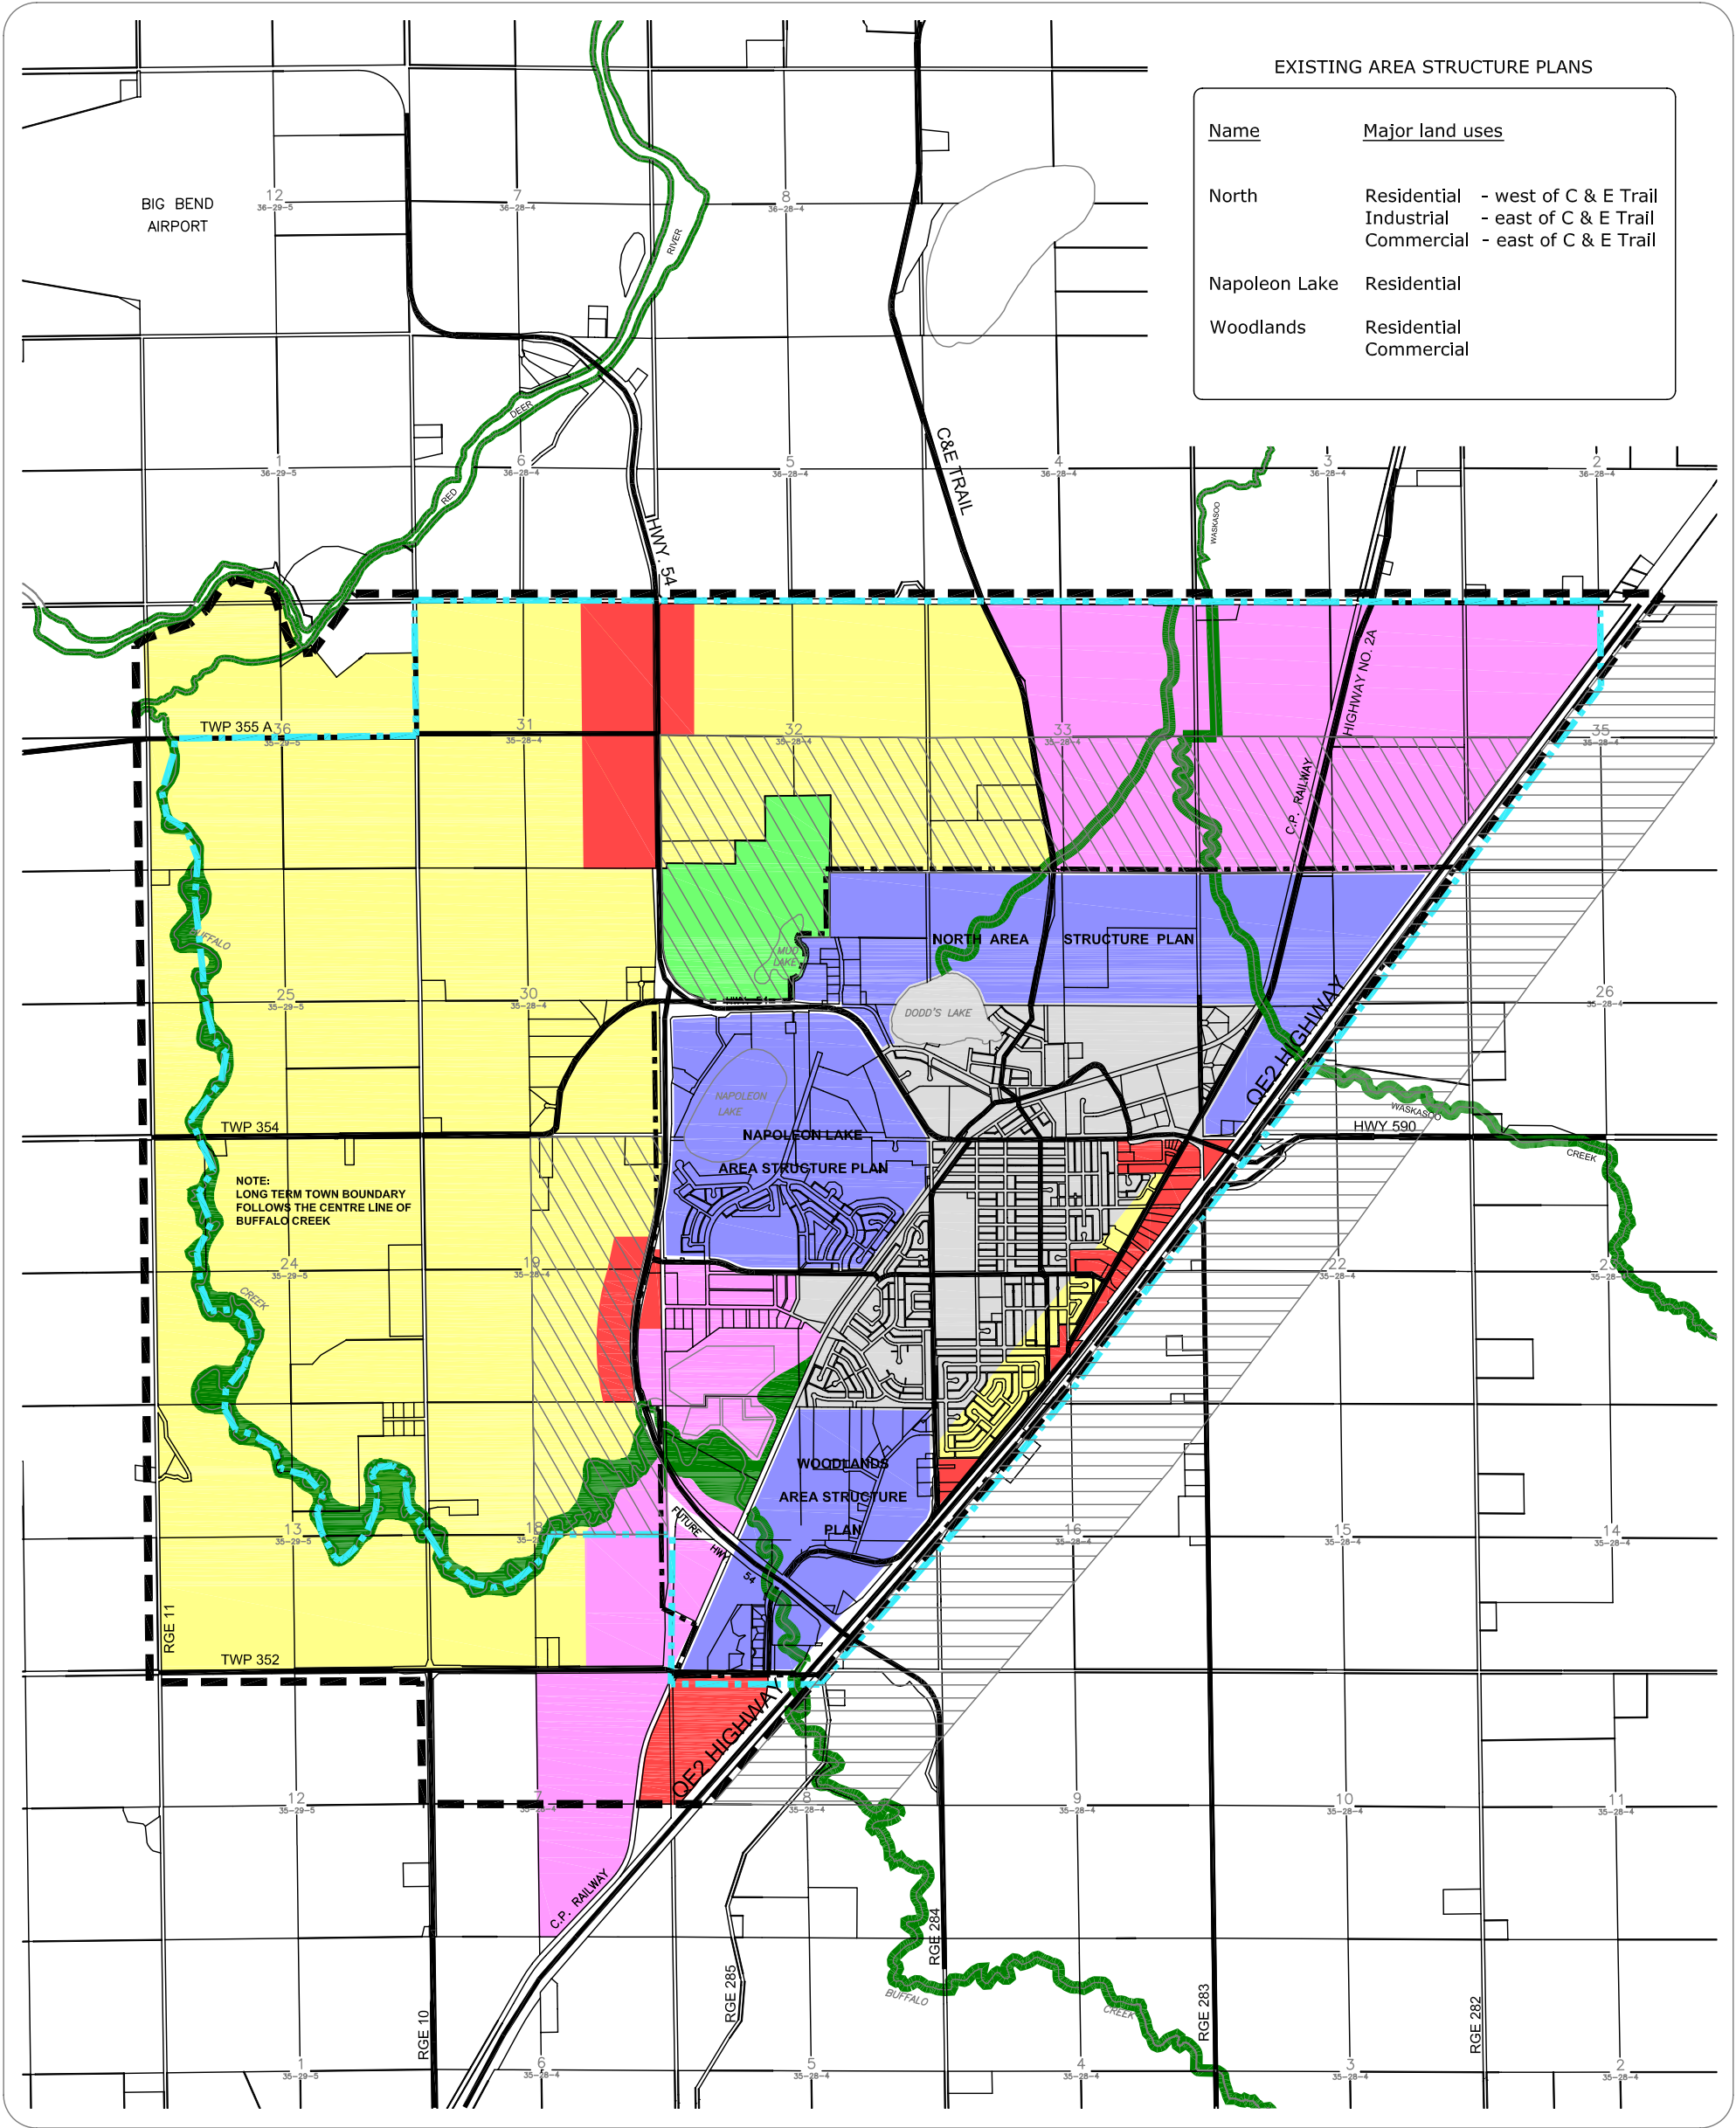 EXISTING AREA STRUCTURE PLANS
Name Major land uses
North Residential - west of C & E Trail
Industrial - east of C & E Trail
Commercial - east of C & E Trail
Napoleon Lake Residential
Woodlands Residential
Commercial
BIG BEND
AIRPORT
12
36-29-5
7
36-28-4
8
36-28-4
RIVER
DEER
RED
1
36-29-5
6
36-28-4
5
36-28-4
4
36-28-4
3
36-28-4
2
36-28-4
C&E TRAIL
HWY. 54
WASKASOO
HIGHWAY NO. 2A
C.P. RAILWAY
TWP 355 A
36
35-29-5
31
35-28-4
32
35-28-4
33
35-28-4
35
35-28-4
BUFFALO
MUD
LAKE
NORTH AREA STRUCTURE PLAN
HWY 54
DODD'S LAKE
QE2 HIGHWAY
25
35-29-5
30
35-28-4
26
35-28-4
NAPOLEON
LAKE
NAPOLEON LAKE
AREA STRUCTURE PLAN
WASKASOO
CREEK
HWY 590
TWP 354
NOTE:
LONG TERM TOWN BOUNDARY
FOLLOWS THE CENTRE LINE OF
BUFFALO CREEK
24
35-29-5
19
35-28-4
22
35-28-4
23
35-28-4
CREEK
WOODLANDS
AREA STRUCTURE
PLAN
FUTURE
HWY
54
13
35-29-5
18
16
35-28-4
15
35-28-4
14
35-28-4
RGE 11
TWP 352
QE2 HIGHWAY
12
35-29-5
7
35-28-4
8
35-28-4
9
35-28-4
10
35-28-4
11
35-28-4
C.P. RAILWAY
RGE 10
RGE 285
RGE 284
RGE 283
RGE 282
BUFFALO
CREEK
1
35-29-5
6
35-28-4
5
35-28-4
4
35-28-4
3
35-28-4
2
35-28-4